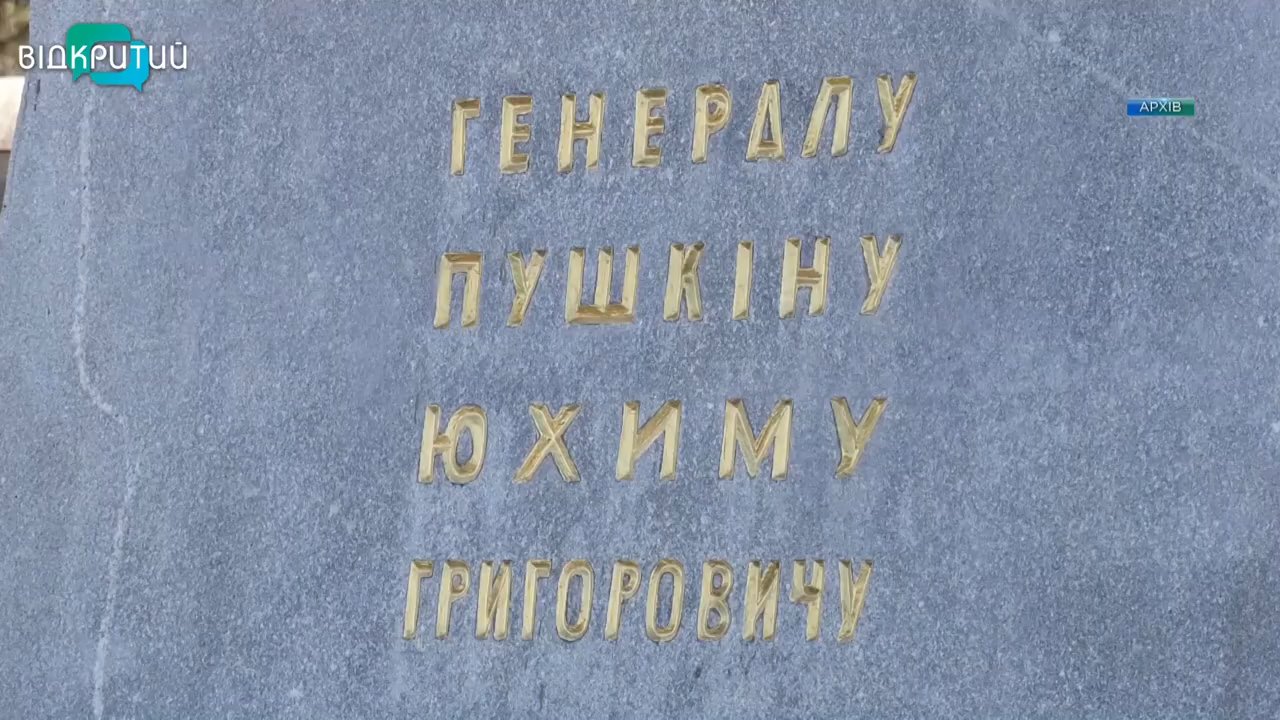 ВІДКРИТИЙ
АРХІВ
ГЕНЕРАЛУ
ПУШКІНУ
ЮХИМУ
ГРИГОРОВИЧУ